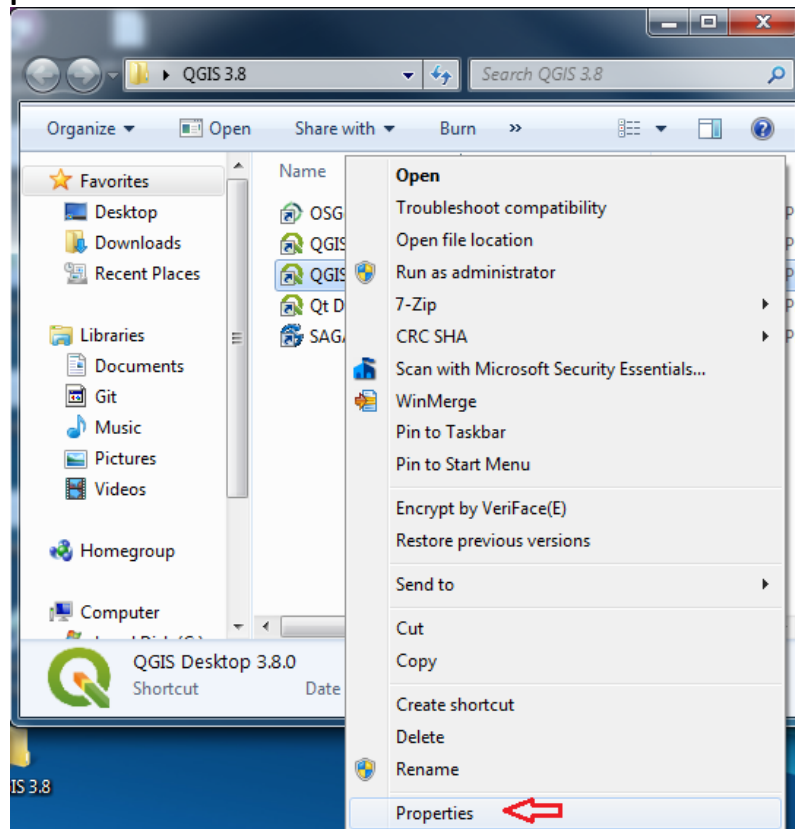 QGIS 3.8
Search QGIS 3.8
Organize
Open
Share with
Burn
»
Favorites
Desktop
Downloads
Recent Places
Libraries
Documents
Git
Music
Pictures
Videos
Homegroup
Computer
Name
QGIS
QGIS
Qt D
Open
Troubleshoot compatibility
Open file location
Run as administrator
7-Zip
CRC SHA
Scan with Microsoft Security Essentials...
WinMerge
Pin to Taskbar
Pin to Start Menu
Encrypt by VeriFace(E)
Restore previous versions
Send to
Cut
Copy
Create shortcut
Delete
Rename
Properties
QGIS Desktop 3.8.0
Shortcut
Date
IS 3.8